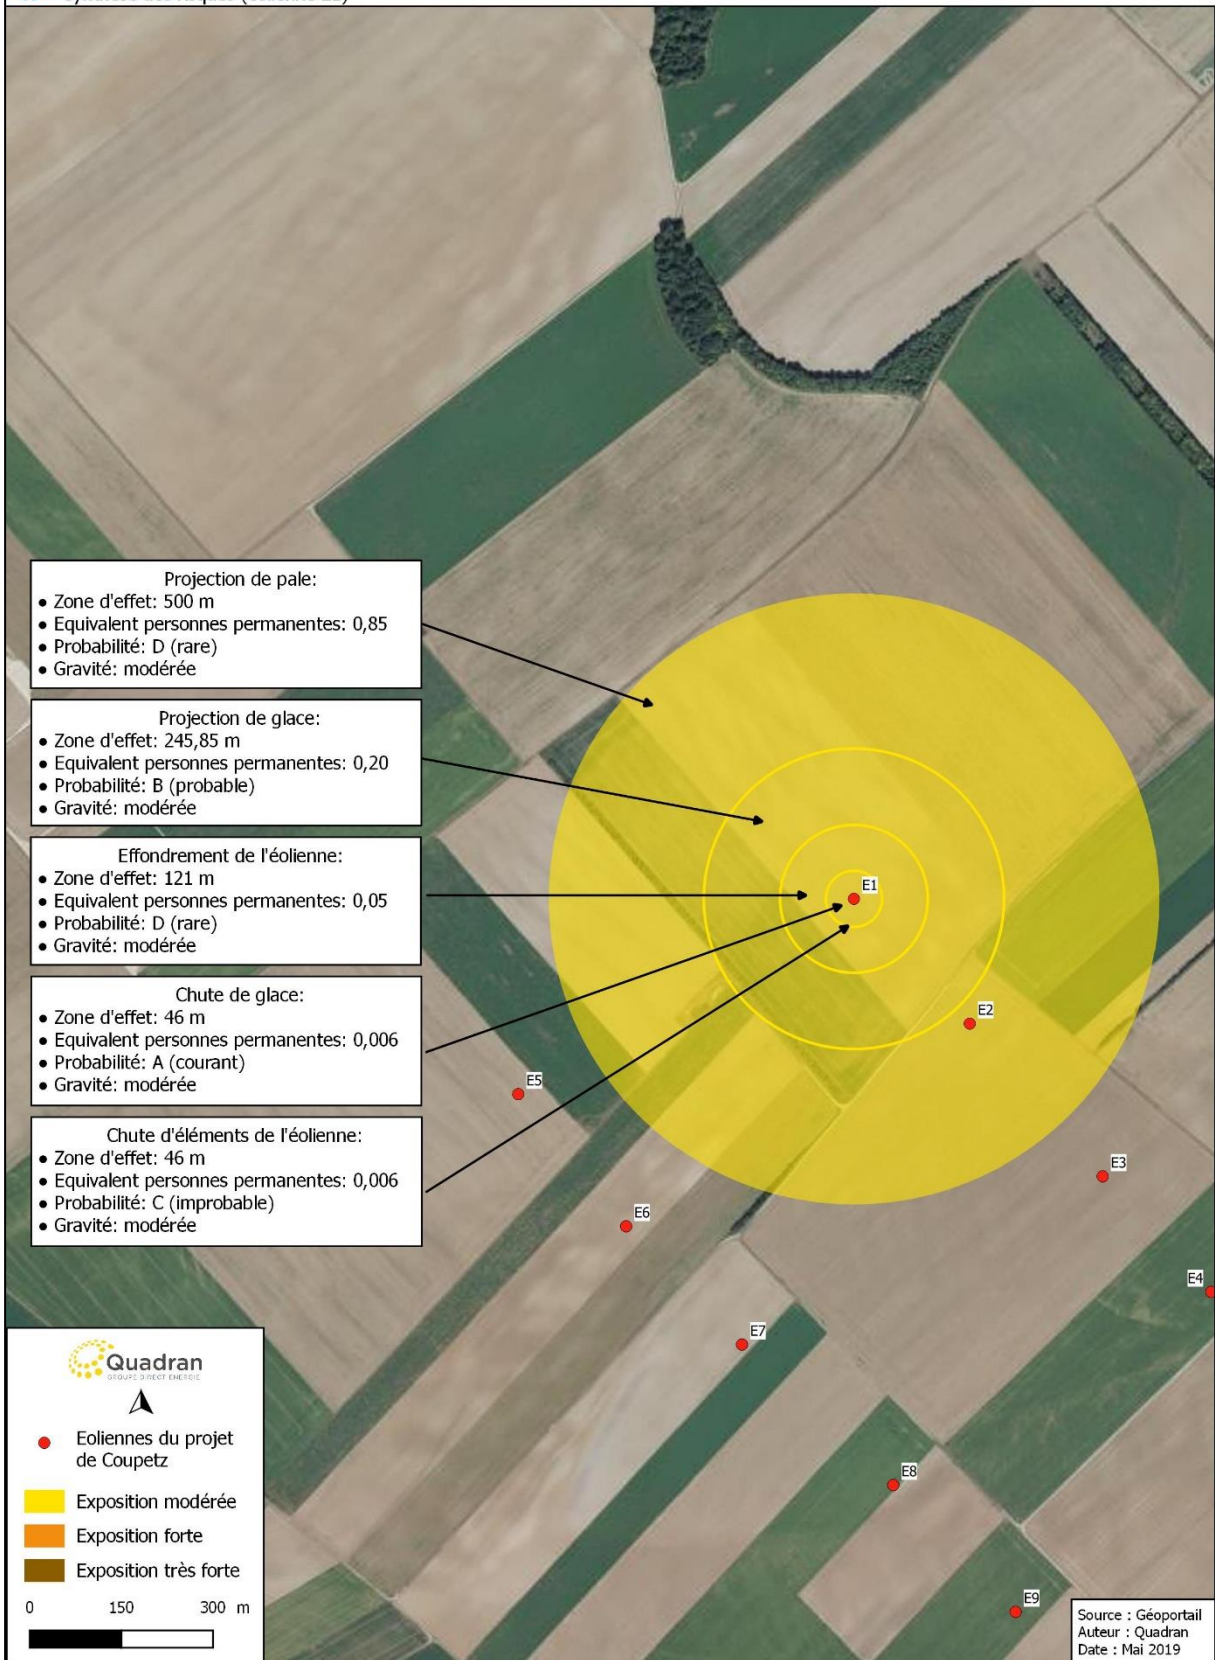 Projection de pale:
• Zone d'effet: 500 m
• Equivalent personnes permanentes: 0,85
• Probabilité: D (rare)
• Gravité: modérée
Projection de glace:
• Zone d'effet: 245,85 m
• Equivalent personnes permanentes: 0,20
• Probabilité: B (probable)
• Gravité: modérée
Effondrement de l'éolienne:
• Zone d'effet: 121 m
• Equivalent personnes permanentes: 0,05
• Probabilité: D (rare)
• Gravité: modérée
Chute de glace:
• Zone d'effet: 46 m
• Equivalent personnes permanentes: 0,006
• Probabilité: A (courant)
• Gravité: modérée
Chute d'éléments de l'éolienne:
• Zone d'effet: 46 m
• Equivalent personnes permanentes: 0,006
• Probabilité: C (improbable)
• Gravité: modérée
E1
E2
E5
E3
E6
E4
E7
E8
E9
Quadran
GROUPE DIRECT ENERGIE
Eoliennes du projet
de Coupetz
Exposition modérée
Exposition forte
Exposition très forte
0 150 300 m
Source : Géoportail
Auteur : Quadran
Date : Mai 2019